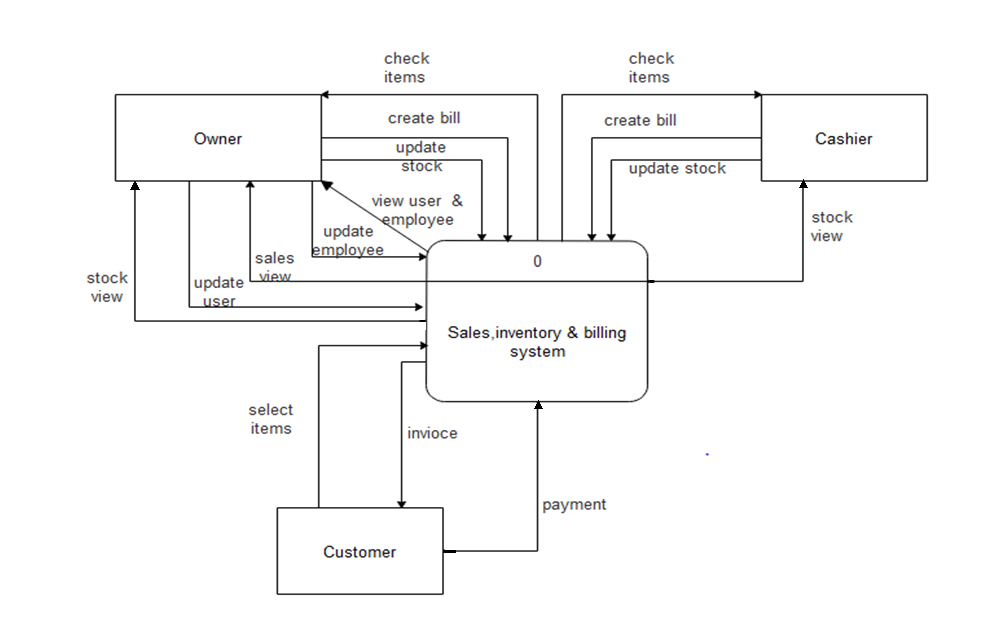 check
items
check
items
create bill
create bill
Owner
Cashier
update
stock
update stock
view user &
employee
stock
view
update
employee
sales
view
0
stock
view
update
user
Sales,inventory & billing
system
select
items
invioce
payment
Customer